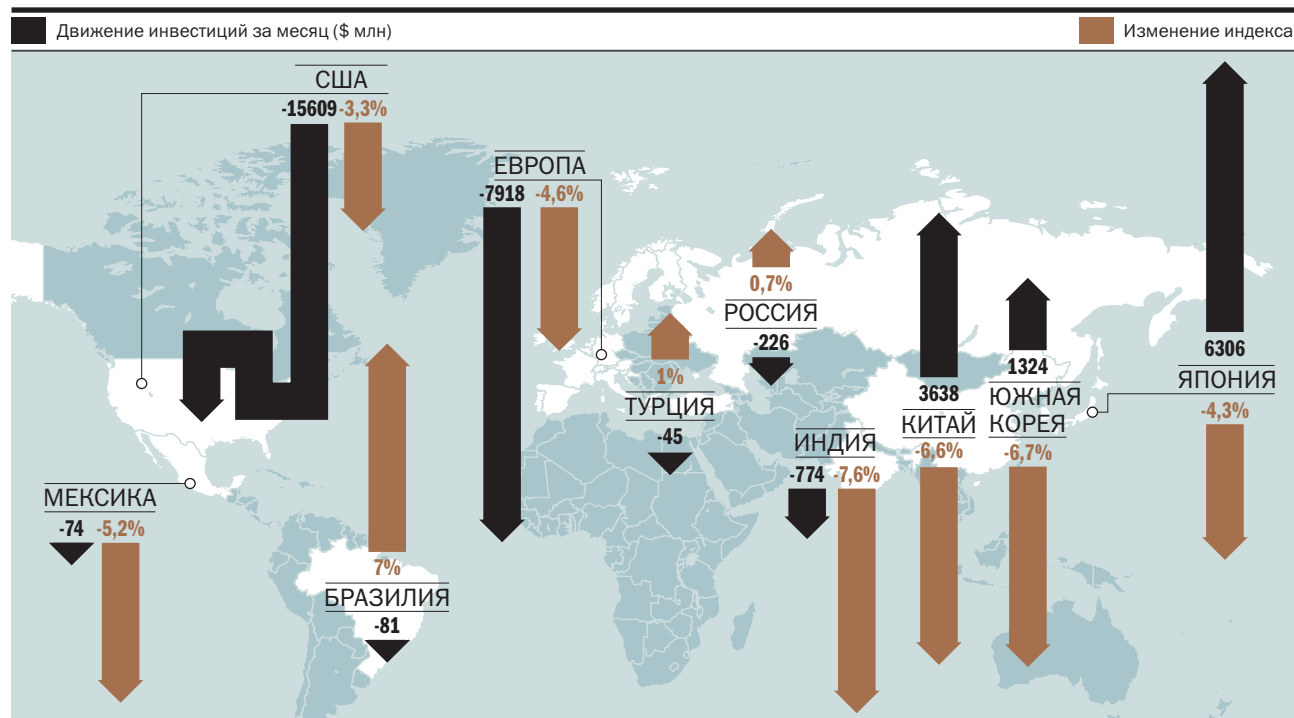 Движение инвестиций за месяц ($ млн)
Изменение индекса
США
-15609 -3,3%
ЕВРОПА
-7918 -4,6%
0,7%
РОССИЯ
-226
1%
ТУРЦИЯ
-45
ИНДИЯ
-774 -7,6%
3638
КИТАЙ
-6,6%
1324
ЮЖНАЯ
КОРЕЯ
-6,7%
6306
ЯПОНИЯ
-4,3%
МЕКСИКА
-74 -5,2%
7%
БРАЗИЛИЯ
-81